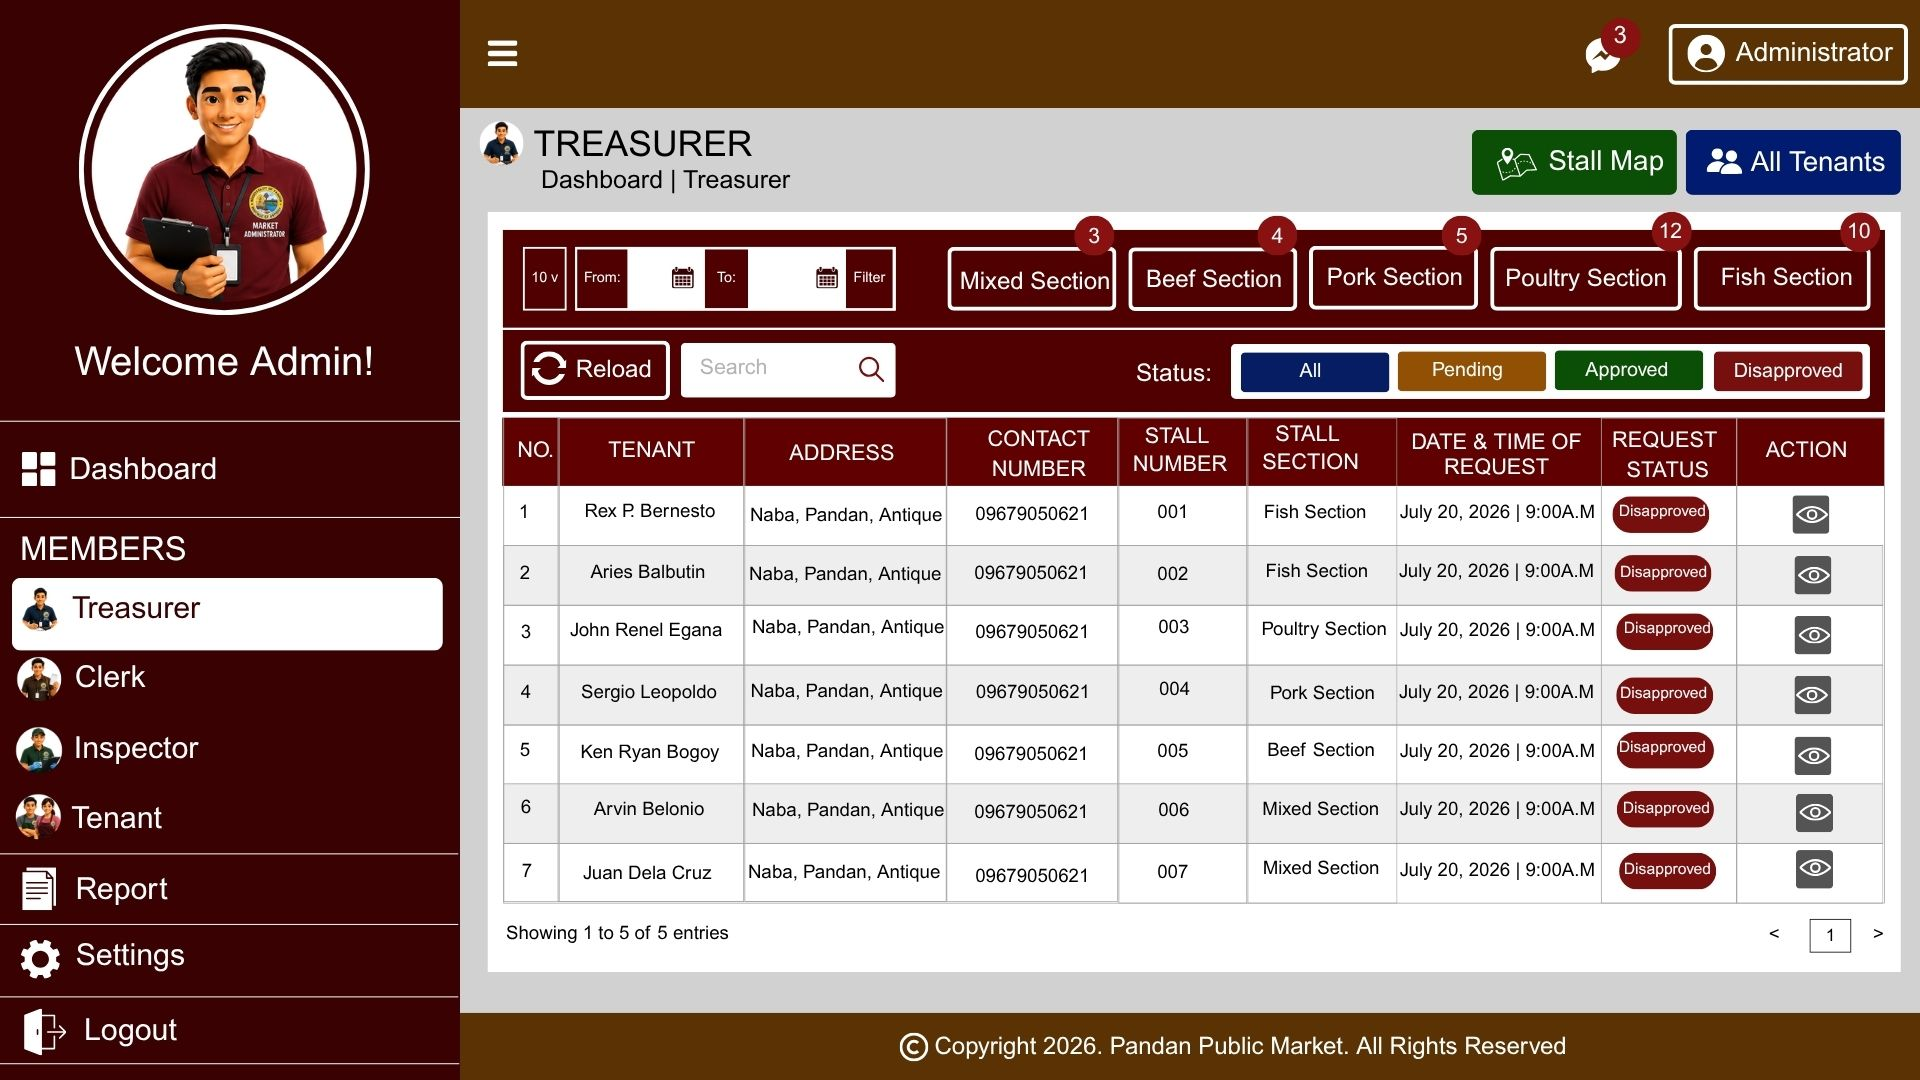 MARKET
ADMINISTRATOR
Welcome Admin!
Dashboard
MEMBERS
Treasurer
Clerk
Inspector
Tenant
Report
Settings
Logout
3
Administrator
TREASURER
Dashboard | Treasurer
Stall Map
All Tenants
10 v
From:
To:
Filter
Mixed Section 3
Beef Section 4
Pork Section 5
Poultry Section 12
Fish Section 10
Reload
Search
Status:
All
Pending
Approved
Disapproved
NO. TENANT ADDRESS CONTACT NUMBER STALL NUMBER STALL SECTION DATE & TIME OF REQUEST REQUEST STATUS ACTION
1 Rex P. Bernesto Naba, Pandan, Antique 09679050621 001 Fish Section July 20, 2026 | 9:00A.M Disapproved
2 Aries Balbutin Naba, Pandan, Antique 09679050621 002 Fish Section July 20, 2026 | 9:00A.M Disapproved
3 John Renel Egana Naba, Pandan, Antique 09679050621 003 Poultry Section July 20, 2026 | 9:00A.M Disapproved
4 Sergio Leopoldo Naba, Pandan, Antique 09679050621 004 Pork Section July 20, 2026 | 9:00A.M Disapproved
5 Ken Ryan Bogoy Naba, Pandan, Antique 09679050621 005 Beef Section July 20, 2026 | 9:00A.M Disapproved
6 Arvin Belonio Naba, Pandan, Antique 09679050621 006 Mixed Section July 20, 2026 | 9:00A.M Disapproved
7 Juan Dela Cruz Naba, Pandan, Antique 09679050621 007 Mixed Section July 20, 2026 | 9:00A.M Disapproved
Showing 1 to 5 of 5 entries
< 1 >
© Copyright 2026. Pandan Public Market. All Rights Reserved